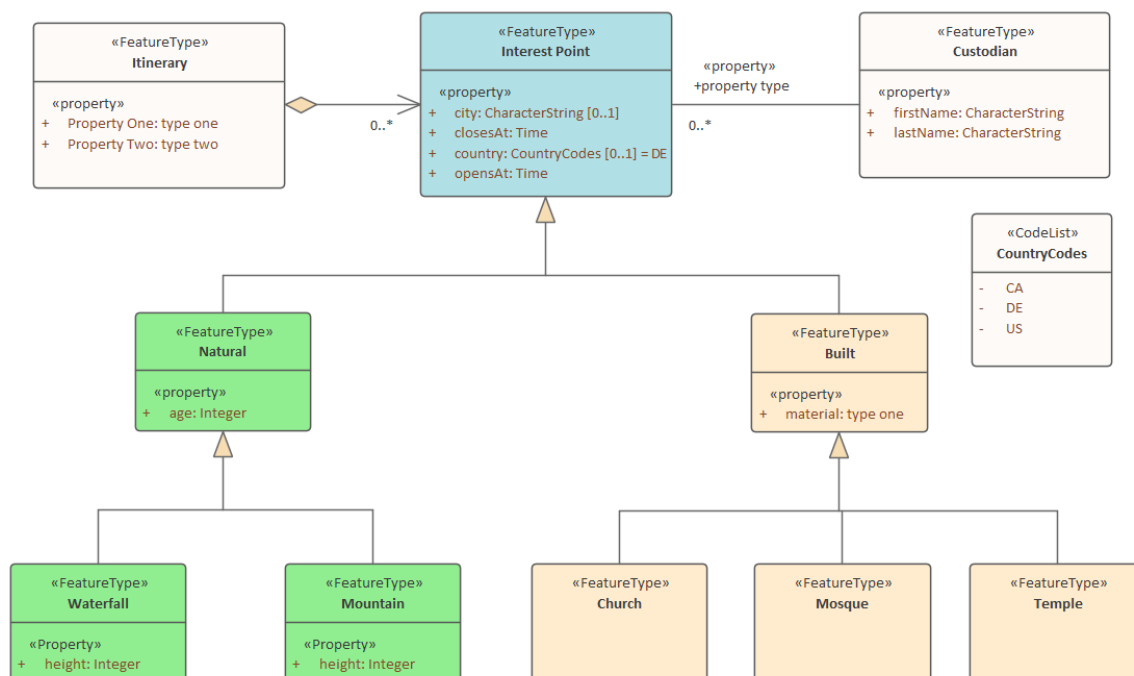 «FeatureType»
Itinerary
«property»
+ Property One: type one
+ Property Two: type two
0..*
«FeatureType»
Interest Point
«property»
+ city: CharacterString [0..1]
+ closesAt: Time
+ country: CountryCodes [0..1] = DE
+ opensAt: Time
«property»
+property type
0..*
«FeatureType»
Custodian
«property»
+ firstName: CharacterString
+ lastName: CharacterString
«CodeList»
CountryCodes
- CA
- DE
- US
«FeatureType»
Natural
«property»
+ age: Integer
«FeatureType»
Built
«property»
+ material: type one
«FeatureType»
Waterfall
«Property»
+ height: Integer
«FeatureType»
Mountain
«Property»
+ height: Integer
«FeatureType»
Church
«FeatureType»
Mosque
«FeatureType»
Temple